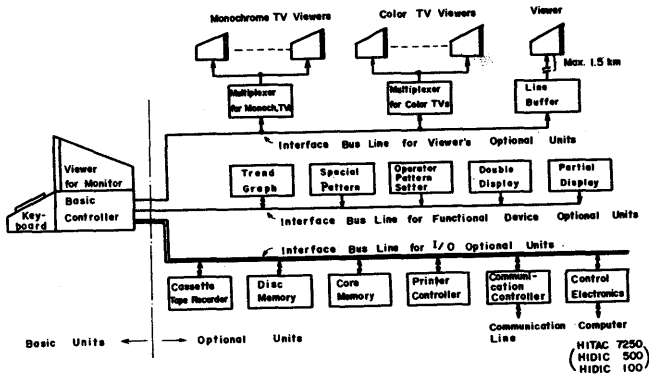 Monochrome TV Viewers
Color TV Viewers
Viewer
Max. 1.5 km
Multiplexer
for Monoch. TVs
Multiplexer
for Color TVs
Line
Buffer
Interface Bus Line for Viewer's Optional Units
Viewer
for Monitor
Basic
Controller
Key-
board
Trend
Graph
Special
Pattern
Operator
Pattern
Setter
Double
Display
Partial
Display
Interface Bus Line for Functional Device Optional Units
Interface Bus Line for I/O Optional Units
Cassette
Tape Recorder
Disc
Memory
Core
Memory
Printer
Controller
Communi-
cation
Controller
Control
Electronics
Communication
Line
Computer
(HITAC 7250
HIDIC 500
HIDIC 100)
Basic Units
Optional Units